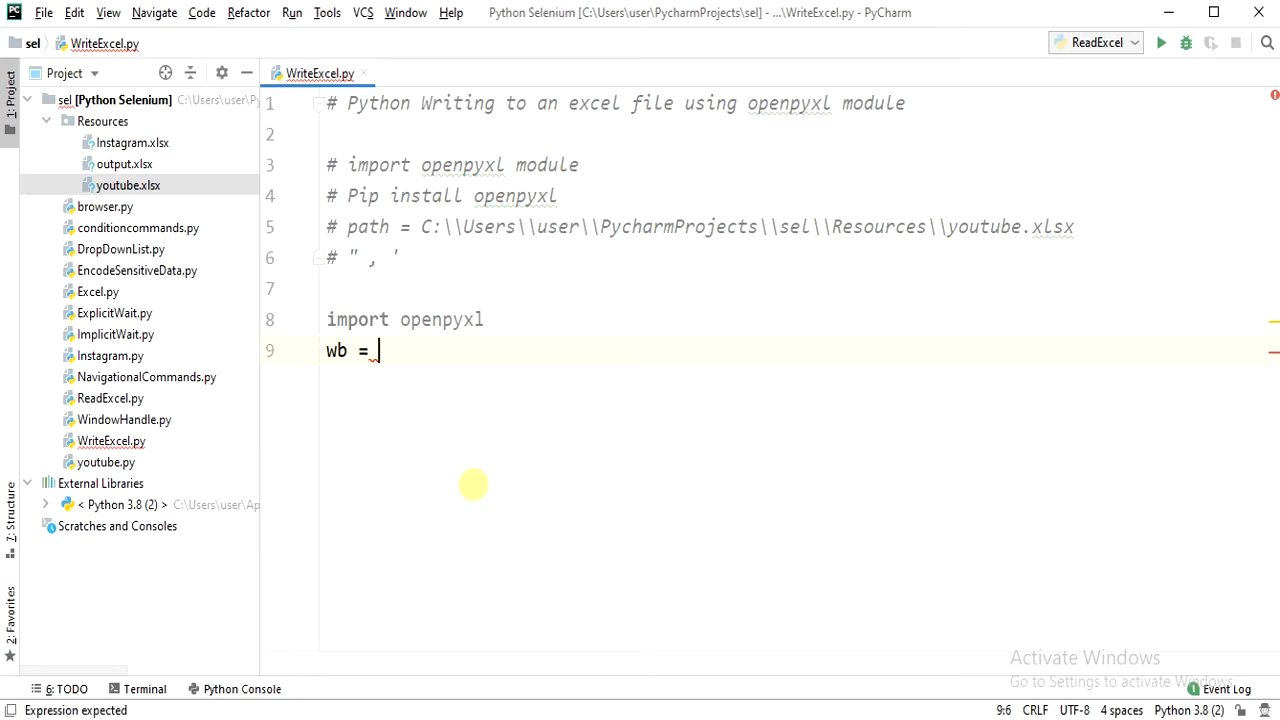 File Edit View Navigate Code Refactor Run Tools VCS Window Help Python Selenium [C:\Users\user\PycharmProjects\sel] - ...\WriteExcel.py - PyCharm
sel WriteExcel.py ReadExcel
1: Project
Project WriteExcel.py
sel [Python Selenium] C:\Users\user\Py
Resources
Instagram.xlsx
output.xlsx
youtube.xlsx
browser.py
conditioncommands.py
DropDownList.py
EncodeSensitiveData.py
Excel.py
ExplicitWait.py
ImplicitWait.py
Instagram.py
NavigationalCommands.py
ReadExcel.py
WindowHandle.py
WriteExcel.py
youtube.py
External Libraries
< Python 3.8 (2) > C:\Users\user\Ap
Scratches and Consoles
7: Structure
2: Favorites
1 # Python Writing to an excel file using openpyxl module
2
3 # import openpyxl module
4 # Pip install openpyxl
5 # path = C:\\Users\\user\\PycharmProjects\\sel\\Resources\\youtube.xlsx
6 # " , '
7
8 import openpyxl
9 wb =
Activate Windows
Go to Settings to activate Windows.
6: TODO Terminal Python Console 1 Event Log
Expression expected 9:6 CRLF UTF-8 4 spaces Python 3.8 (2)